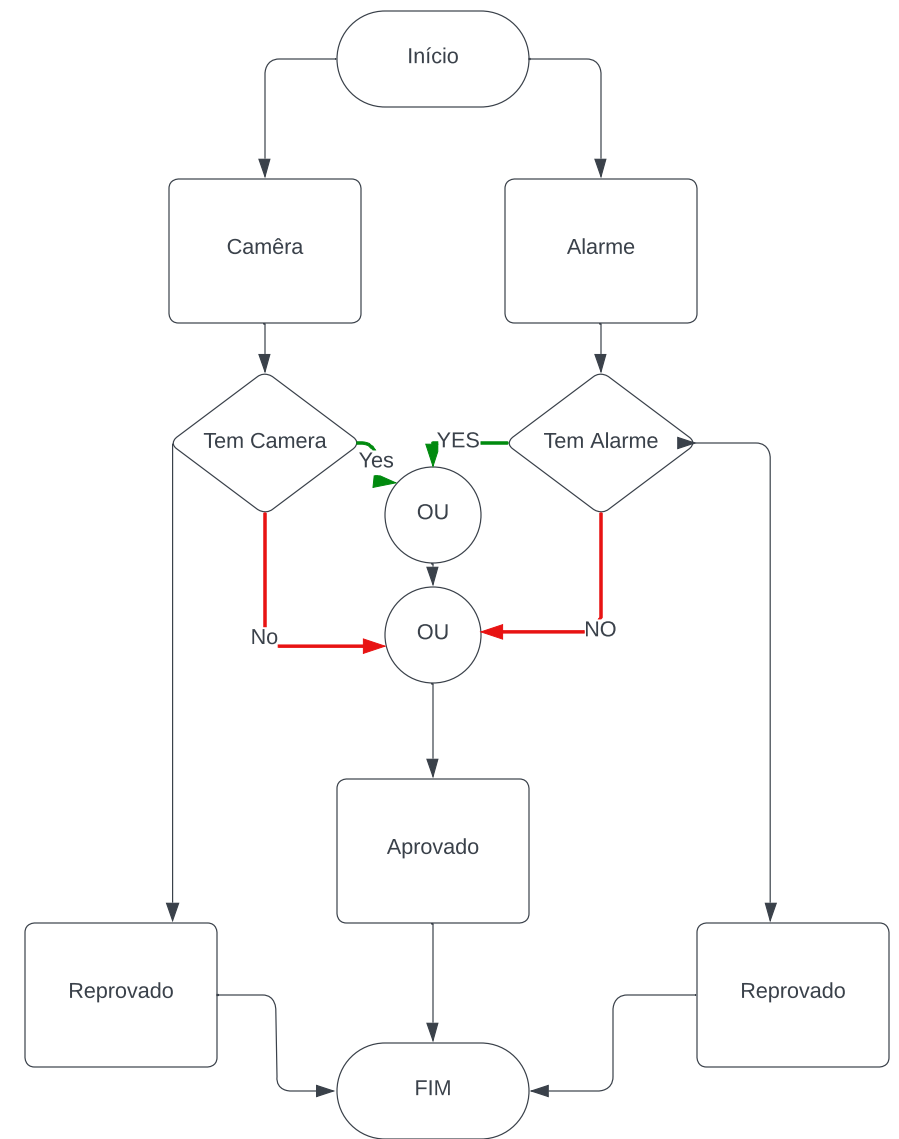 Início
Camêra
Alarme
Tem Camera
Yes
YES
Tem Alarme
OU
OU
No
NO
Aprovado
Reprovado
Reprovado
FIM